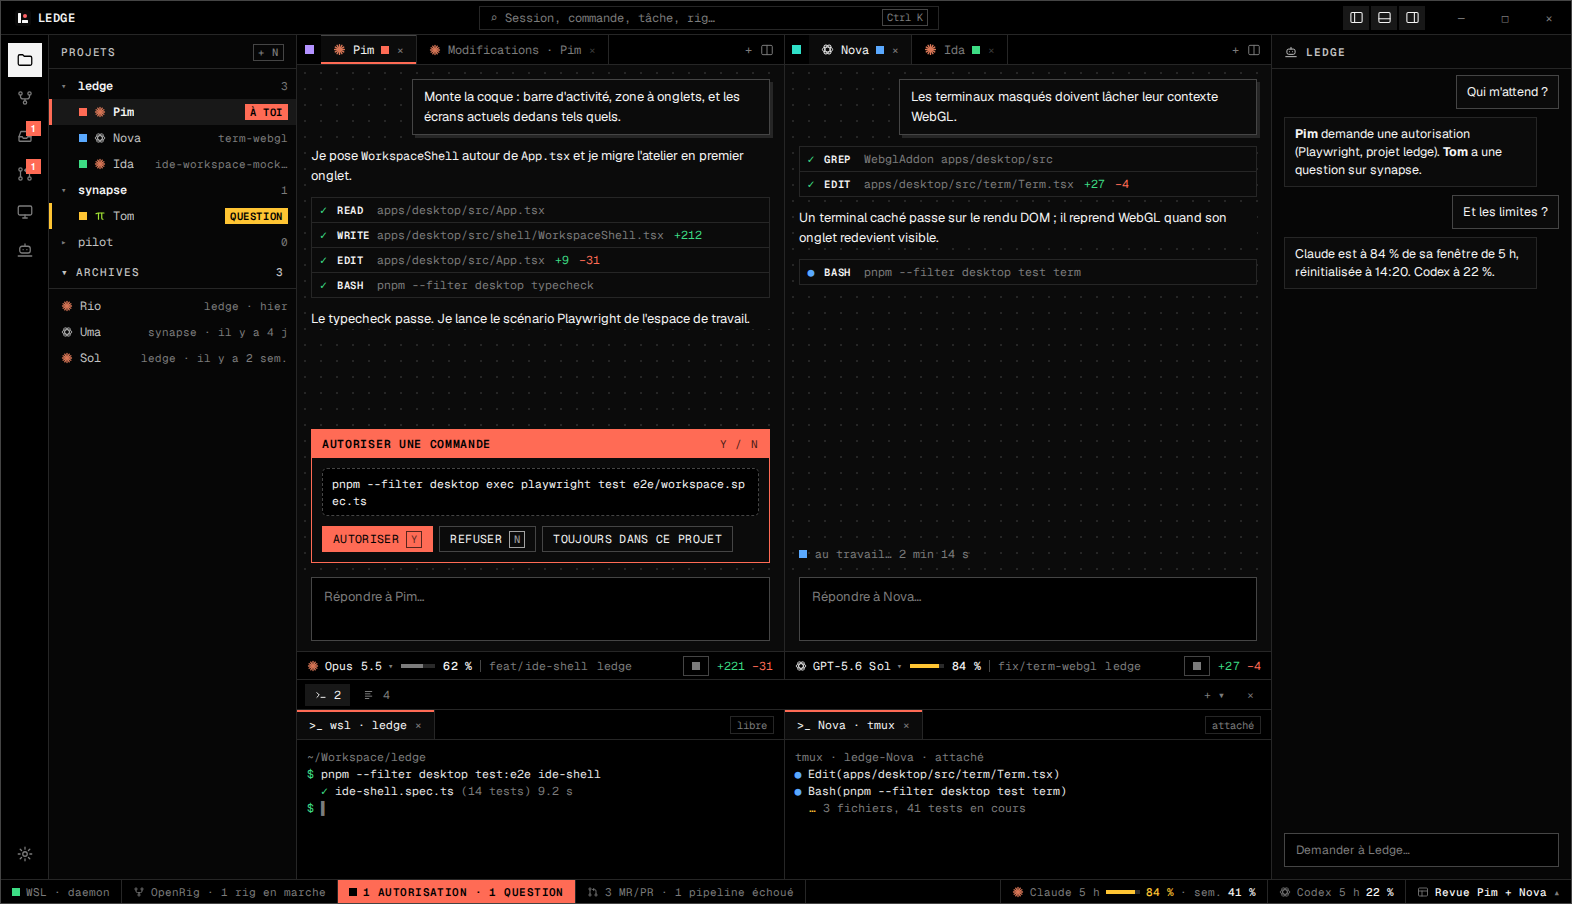 LEDGE
Session, commande, tâche, rig…
Ctrl K
PROJETS
+ N
ledge 3
Pim À TOI
Nova term-webgl
Ida ide-workspace-mock…
synapse 1
π Tom QUESTION
pilot 0
ARCHIVES 3
Rio ledge · hier
Uma synapse · il y a 4 j
Sol ledge · il y a 2 sem.
1
1
Pim ×
Modifications · Pim ×
+
Monte la coque : barre d'activité, zone à onglets, et les
écrans actuels dedans tels quels.
Je pose WorkspaceShell autour de App.tsx et je migre l'atelier en premier
onglet.
✓ READ apps/desktop/src/App.tsx
✓ WRITE apps/desktop/src/shell/WorkspaceShell.tsx +212
✓ EDIT apps/desktop/src/App.tsx +9 −31
✓ BASH pnpm --filter desktop typecheck
Le typecheck passe. Je lance le scénario Playwright de l'espace de travail.
AUTORISER UNE COMMANDE Y / N
pnpm --filter desktop exec playwright test e2e/workspace.sp
ec.ts
AUTORISER Y
REFUSER N
TOUJOURS DANS CE PROJET
Répondre à Pim…
Opus 5.5 62 % feat/ide-shell ledge +221 −31
Nova ×
Ida ×
+
Les terminaux masqués doivent lâcher leur contexte
WebGL.
✓ GREP WebglAddon apps/desktop/src
✓ EDIT apps/desktop/src/term/Term.tsx +27 −4
Un terminal caché passe sur le rendu DOM ; il reprend WebGL quand son
onglet redevient visible.
● BASH pnpm --filter desktop test term
au travail… 2 min 14 s
Répondre à Nova…
GPT-5.6 Sol 84 % fix/term-webgl ledge +27 −4
>_ 2
4
+ ▾ ×
>_ wsl · ledge × libre
~/Workspace/ledge
$ pnpm --filter desktop test:e2e ide-shell
✓ ide-shell.spec.ts (14 tests) 9.2 s
$
>_ Nova · tmux × attaché
tmux · ledge-Nova · attaché
● Edit(apps/desktop/src/term/Term.tsx)
● Bash(pnpm --filter desktop test term)
… 3 fichiers, 41 tests en cours
LEDGE
Qui m'attend ?
Pim demande une autorisation
(Playwright, projet ledge). Tom a une
question sur synapse.
Et les limites ?
Claude est à 84 % de sa fenêtre de 5 h,
réinitialisée à 14:20. Codex à 22 %.
Demander à Ledge…
WSL · daemon
OpenRig · 1 rig en marche
1 AUTORISATION · 1 QUESTION
3 MR/PR · 1 pipeline échoué
Claude 5 h 84 % · sem. 41 %
Codex 5 h 22 %
Revue Pim + Nova